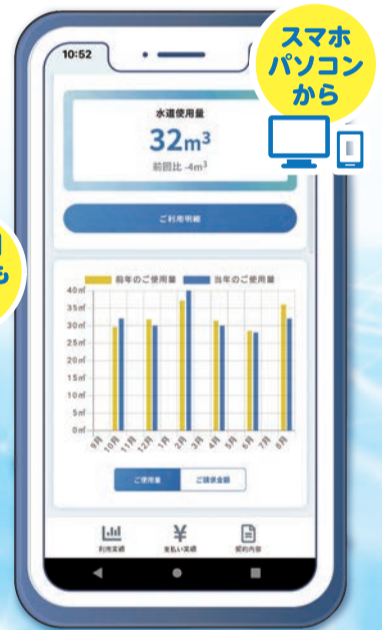 10:52
スマホ
パソコン
から
水道使用量
32m³
前回比 -4m³
ご利用明細
も
前年のご使用量 当年のご使用量
40㎥
35㎥
30㎥
25㎥
20㎥
15㎥
10㎥
5㎥
0㎥
9月 10月 11月 12月 1月 2月 3月 4月 5月 6月 7月 8月
ご使用量 ご請求金額
利用実績 支払い実績 契約内容